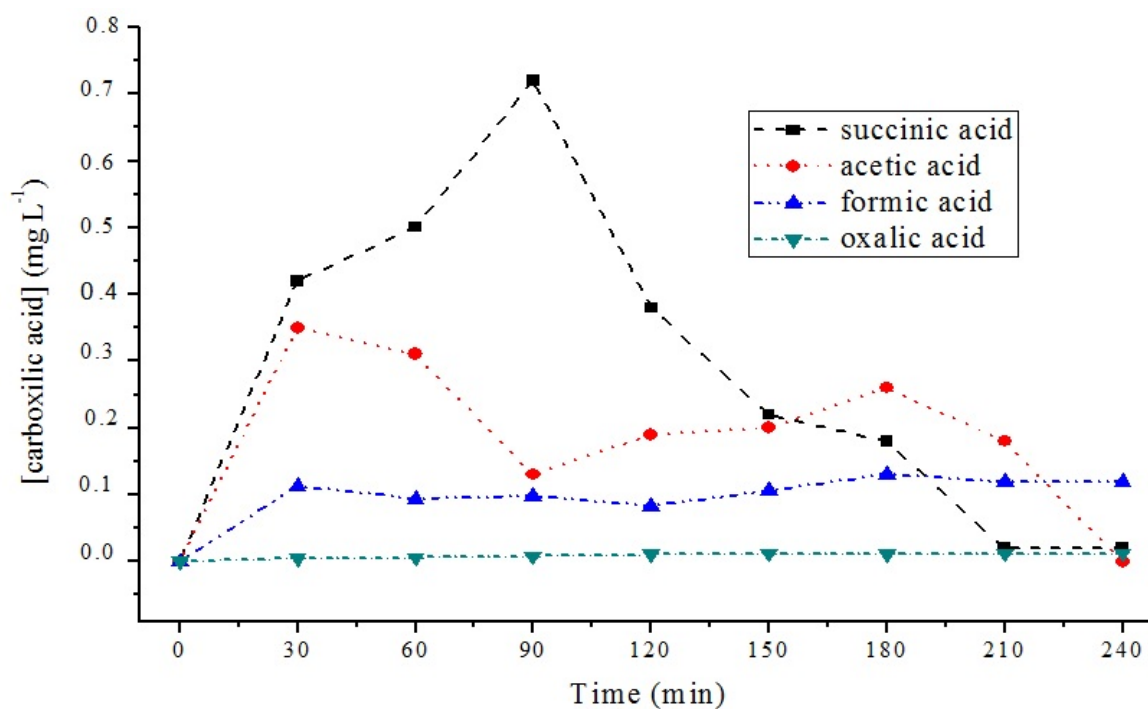 0.8
0.7
0.6
0.5
0.4
0.3
0.2
0.1
0.0
[carboxilic acid] (mg L⁻¹)
succinic acid
acetic acid
formic acid
oxalic acid
0 30 60 90 120 150 180 210 240
Time (min)